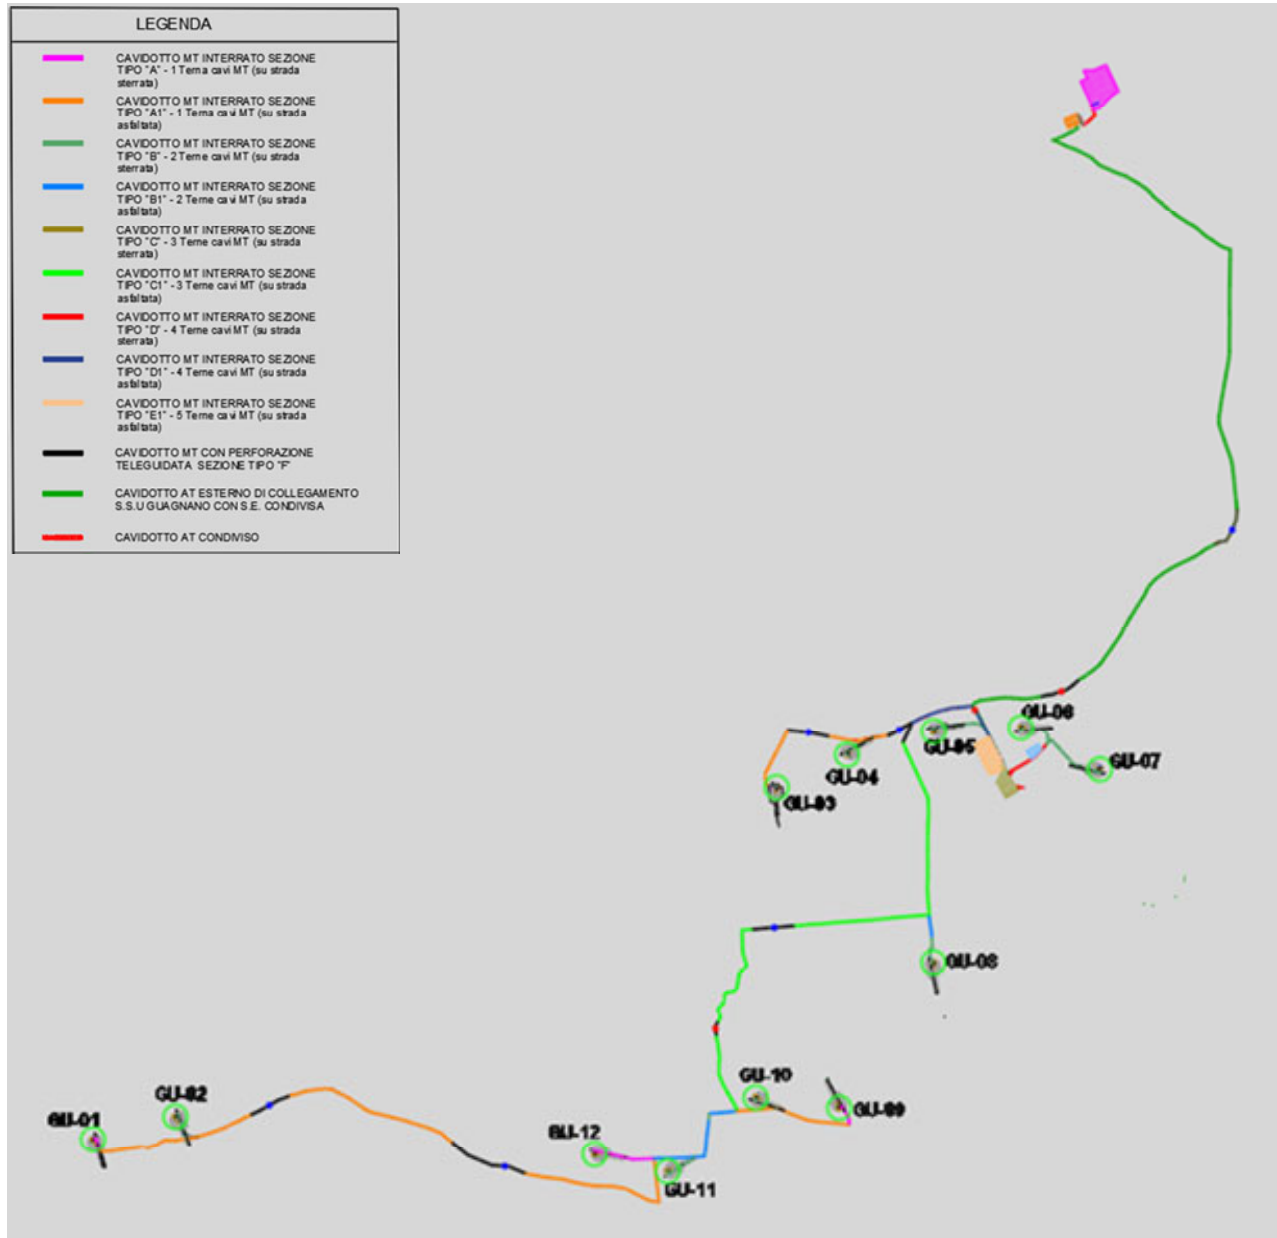 LEGENDA
CAVIDOTTO MT INTERRATO SEZIONE
TIPO "A" - 1 Terna cavi MT (su strada
sterrata)
CAVIDOTTO MT INTERRATO SEZIONE
TIPO "A1" - 1 Terna cavi MT (su strada
asfaltata)
CAVIDOTTO MT INTERRATO SEZIONE
TIPO "B" - 2 Terne cavi MT (su strada
sterrata)
CAVIDOTTO MT INTERRATO SEZIONE
TIPO "B1" - 2 Terne cavi MT (su strada
asfaltata)
CAVIDOTTO MT INTERRATO SEZIONE
TIPO "C" - 3 Terne cavi MT (su strada
sterrata)
CAVIDOTTO MT INTERRATO SEZIONE
TIPO "C1" - 3 Terne cavi MT (su strada
asfaltata)
CAVIDOTTO MT INTERRATO SEZIONE
TIPO "D" - 4 Terne cavi MT (su strada
sterrata)
CAVIDOTTO MT INTERRATO SEZIONE
TIPO "D1" - 4 Terne cavi MT (su strada
asfaltata)
CAVIDOTTO MT INTERRATO SEZIONE
TIPO "E1" - 5 Terne cavi MT (su strada
asfaltata)
CAVIDOTTO MT CON PERFORAZIONE
TELEGUIDATA SEZIONE TIPO "F"
CAVIDOTTO AT ESTERNO DI COLLEGAMENTO
S.S.U GUAGNANO CON S.E. CONDIVISA
CAVIDOTTO AT CONDIVISO
GU-06
GU-05
GU-04
GU-07
GU-03
GU-08
GU-10
GU-02
GU-09
GU-01
GU-12
GU-11